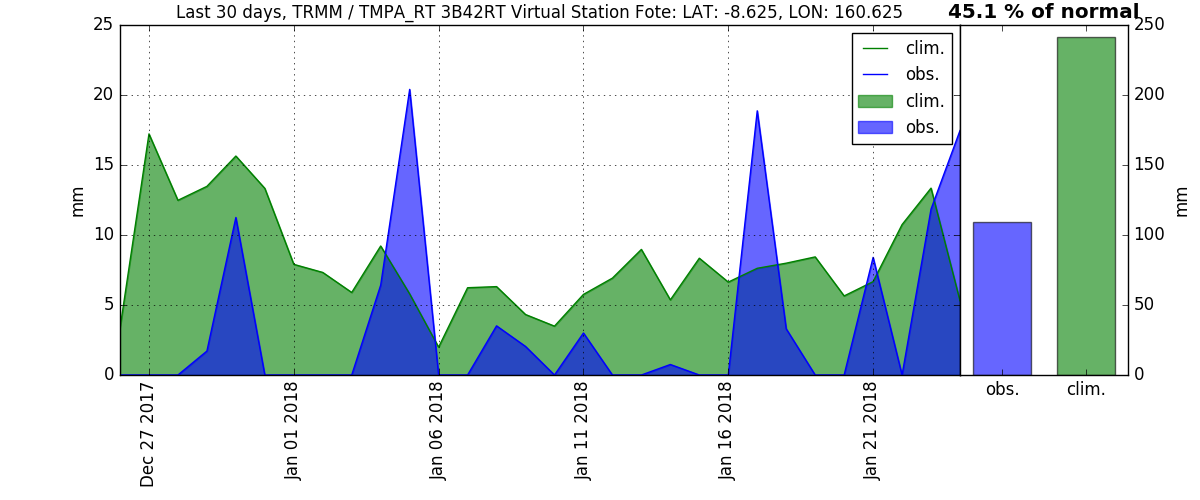 Last 30 days, TRMM / TMPA_RT 3B42RT Virtual Station Fote: LAT: -8.625, LON: 160.625
45.1 % of normal
25
20
15
10
5
0
mm
clim.
obs.
clim.
obs.
Dec 27 2017
Jan 01 2018
Jan 06 2018
Jan 11 2018
Jan 16 2018
Jan 21 2018
250
200
150
100
50
0
mm
obs.
clim.